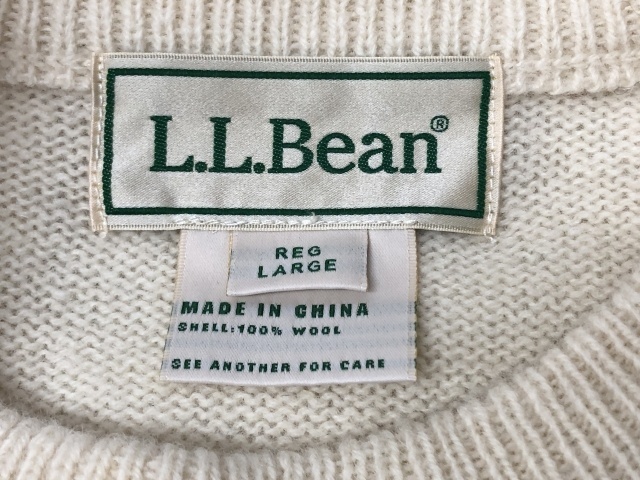 L.L.Bean®
REG
LARGE
MADE IN CHINA
SHELL:100% WOOL
SEE ANOTHER FOR CARE